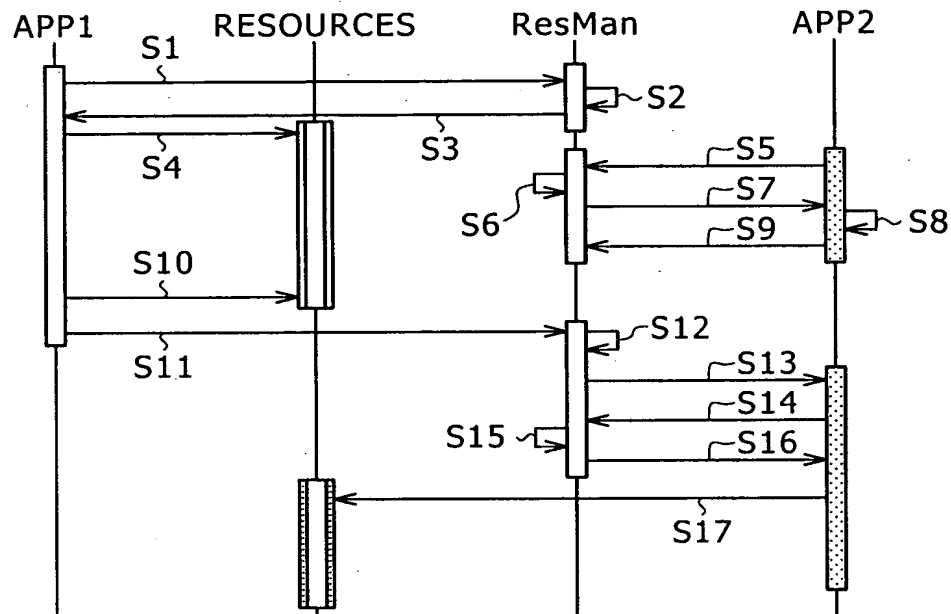 APP1 RESOURCES ResMan APP2
S1
S2
S3
S4
S5
S6
S7
S8
S9
S10
S11
S12
S13
S14
S15
S16
S17